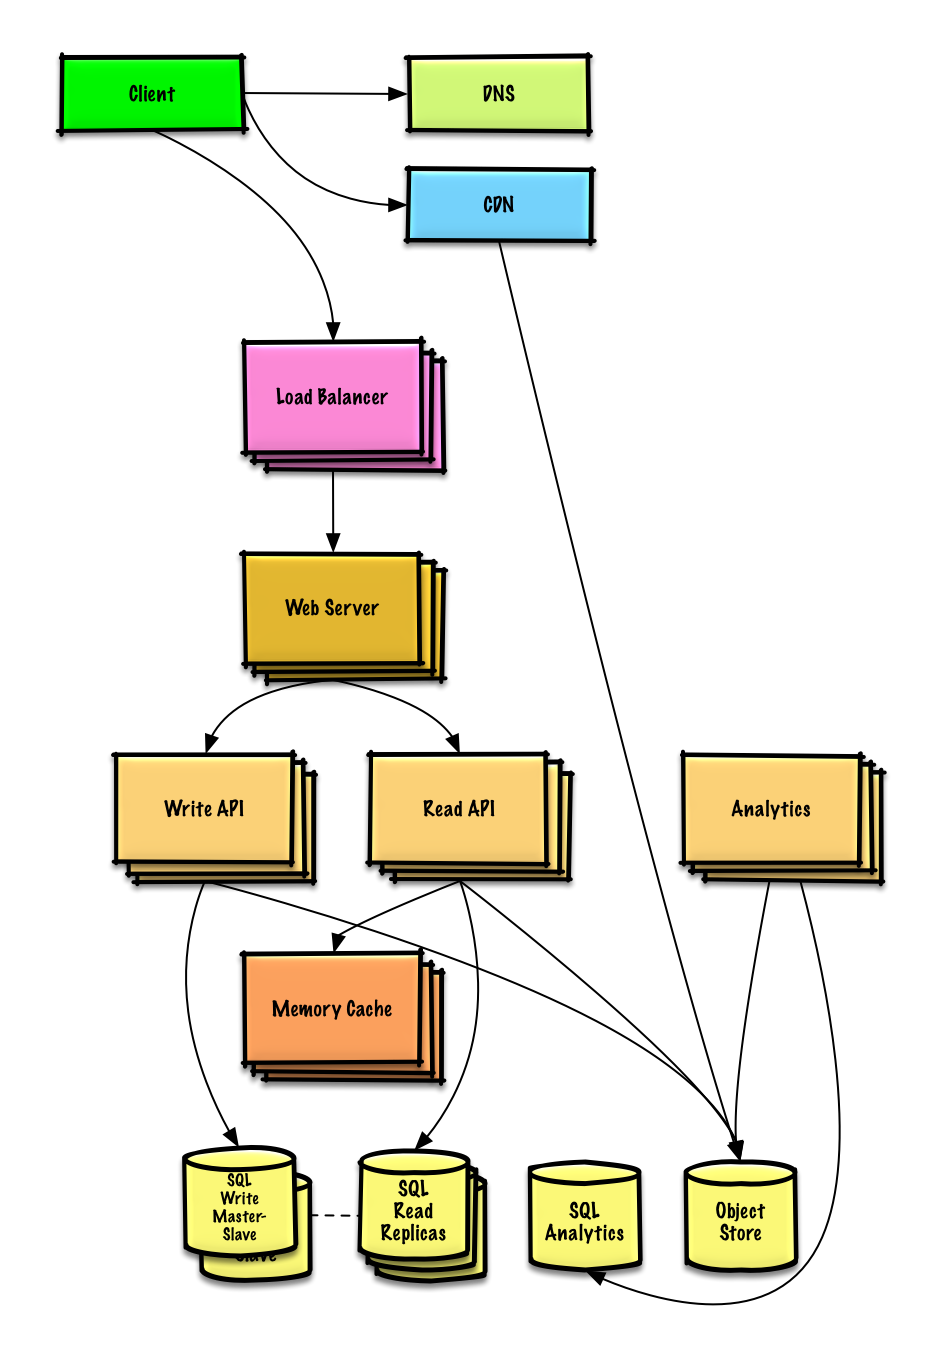 Client
DNS
CDN
Load Balancer
Web Server
Write API
Read API
Analytics
Memory Cache
SQL
Write
Master-
Slave
Slave
SQL
Read
Replicas
SQL
Analytics
Object
Store